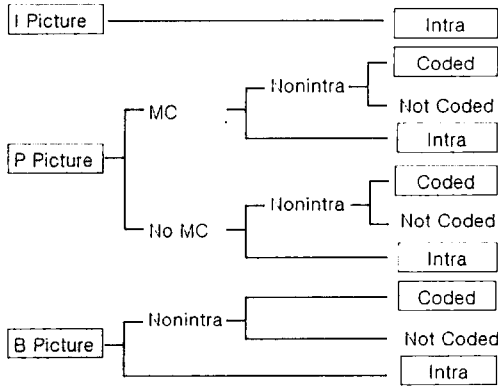 I Picture
Intra
Coded
Nonintra
MC
Not Coded
Intra
P Picture
Coded
Nonintra
No MC
Not Coded
Intra
Coded
Nonintra
B Picture
Not Coded
Intra